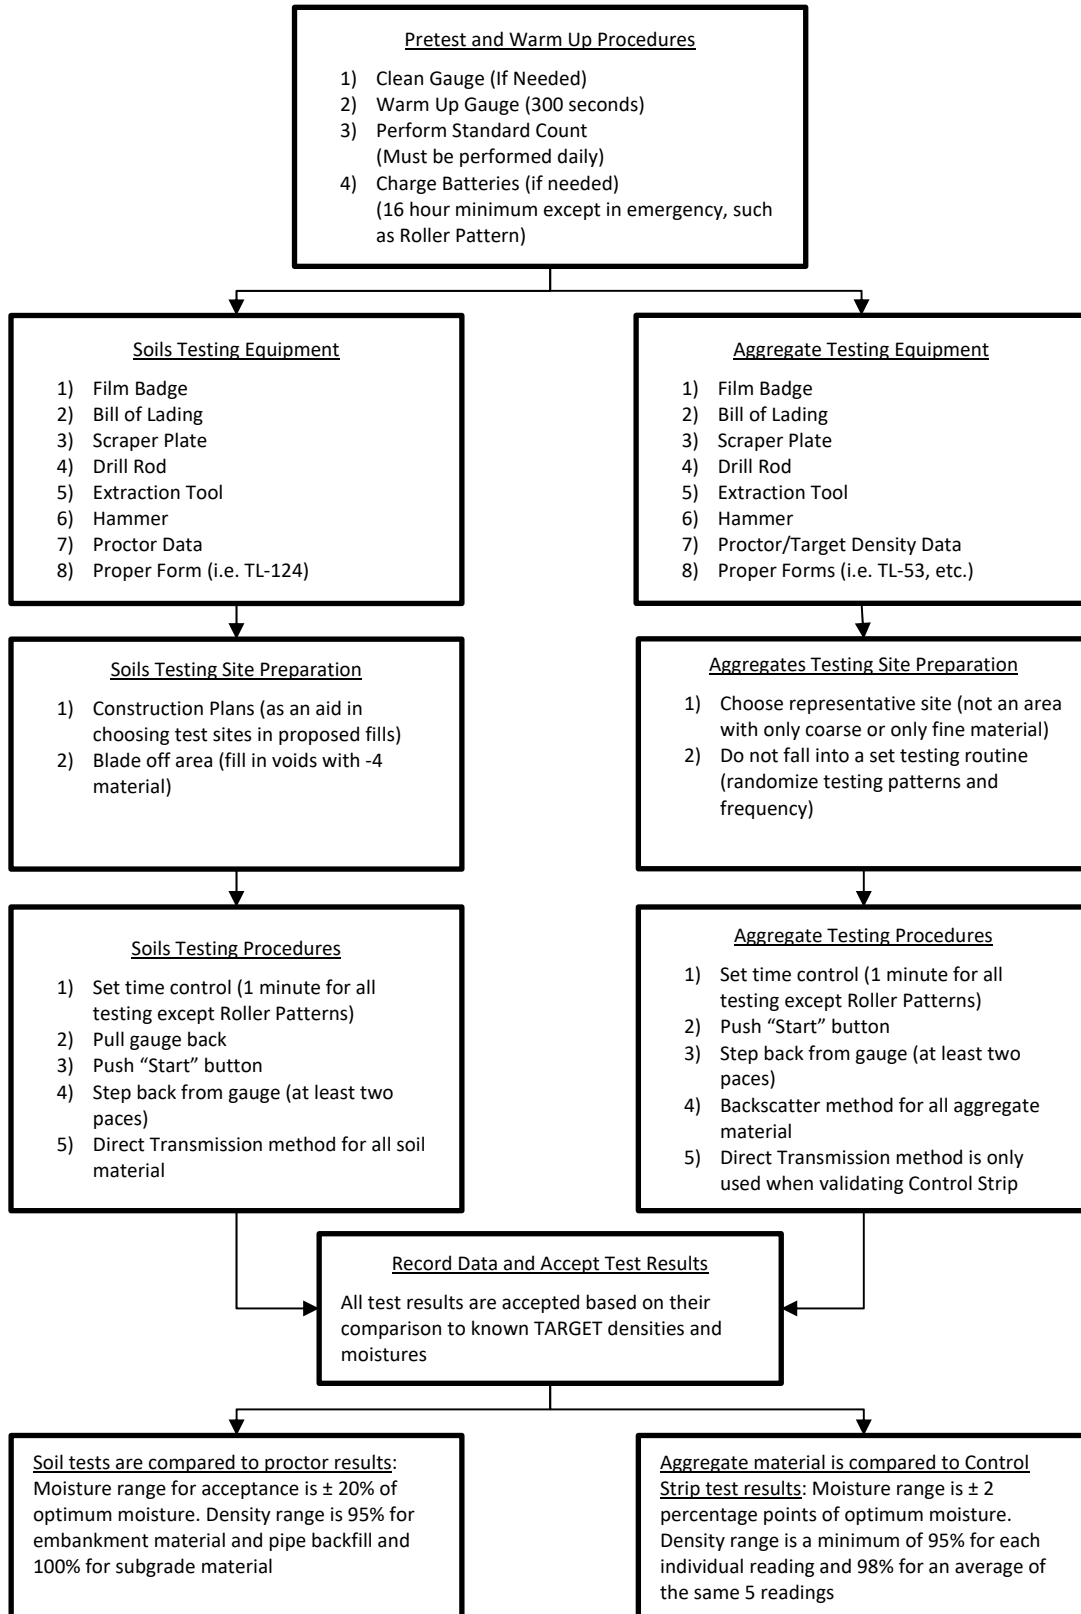 Pretest and Warm Up Procedures
1) Clean Gauge (If Needed)
2) Warm Up Gauge (300 seconds)
3) Perform Standard Count
(Must be performed daily)
4) Charge Batteries (if needed)
(16 hour minimum except in emergency, such
as Roller Pattern)
Soils Testing Equipment
1) Film Badge
2) Bill of Lading
3) Scraper Plate
4) Drill Rod
5) Extraction Tool
6) Hammer
7) Proctor Data
8) Proper Form (i.e. TL-124)
Aggregate Testing Equipment
1) Film Badge
2) Bill of Lading
3) Scraper Plate
4) Drill Rod
5) Extraction Tool
6) Hammer
7) Proctor/Target Density Data
8) Proper Forms (i.e. TL-53, etc.)
Soils Testing Site Preparation
1) Construction Plans (as an aid in
choosing test sites in proposed fills)
2) Blade off area (fill in voids with -4
material)
Aggregates Testing Site Preparation
1) Choose representative site (not an area
with only coarse or only fine material)
2) Do not fall into a set testing routine
(randomize testing patterns and
frequency)
Soils Testing Procedures
1) Set time control (1 minute for all
testing except Roller Patterns)
2) Pull gauge back
3) Push “Start” button
4) Step back from gauge (at least two
paces)
5) Direct Transmission method for all soil
material
Aggregate Testing Procedures
1) Set time control (1 minute for all
testing except Roller Patterns)
2) Push “Start” button
3) Step back from gauge (at least two
paces)
4) Backscatter method for all aggregate
material
5) Direct Transmission method is only
used when validating Control Strip
Record Data and Accept Test Results
All test results are accepted based on their
comparison to known TARGET densities and
moistures
Soil tests are compared to proctor results:
Moisture range for acceptance is ± 20% of
optimum moisture. Density range is 95% for
embankment material and pipe backfill and
100% for subgrade material
Aggregate material is compared to Control
Strip test results: Moisture range is ± 2
percentage points of optimum moisture.
Density range is a minimum of 95% for each
individual reading and 98% for an average of
the same 5 readings